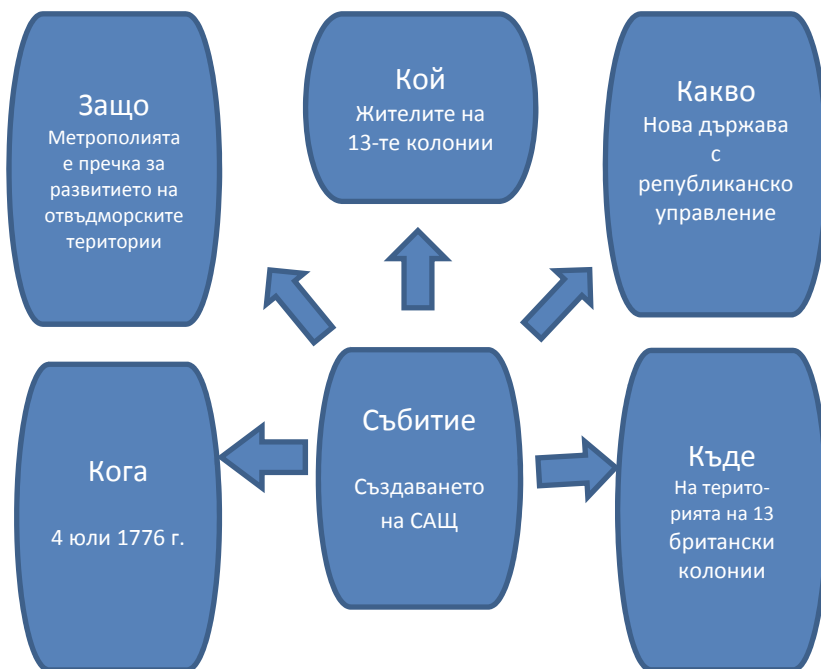 Защо
Метрополията
е пречка за
развитието на
отвъдморските
територии
Кой
Жителите на
13-те колонии
Какво
Нова държава
с
републиканско
управление
Кога
4 юли 1776 г.
Събитие
Създаването
на САЩ
Къде
На терито-
рията на 13
британски
колонии